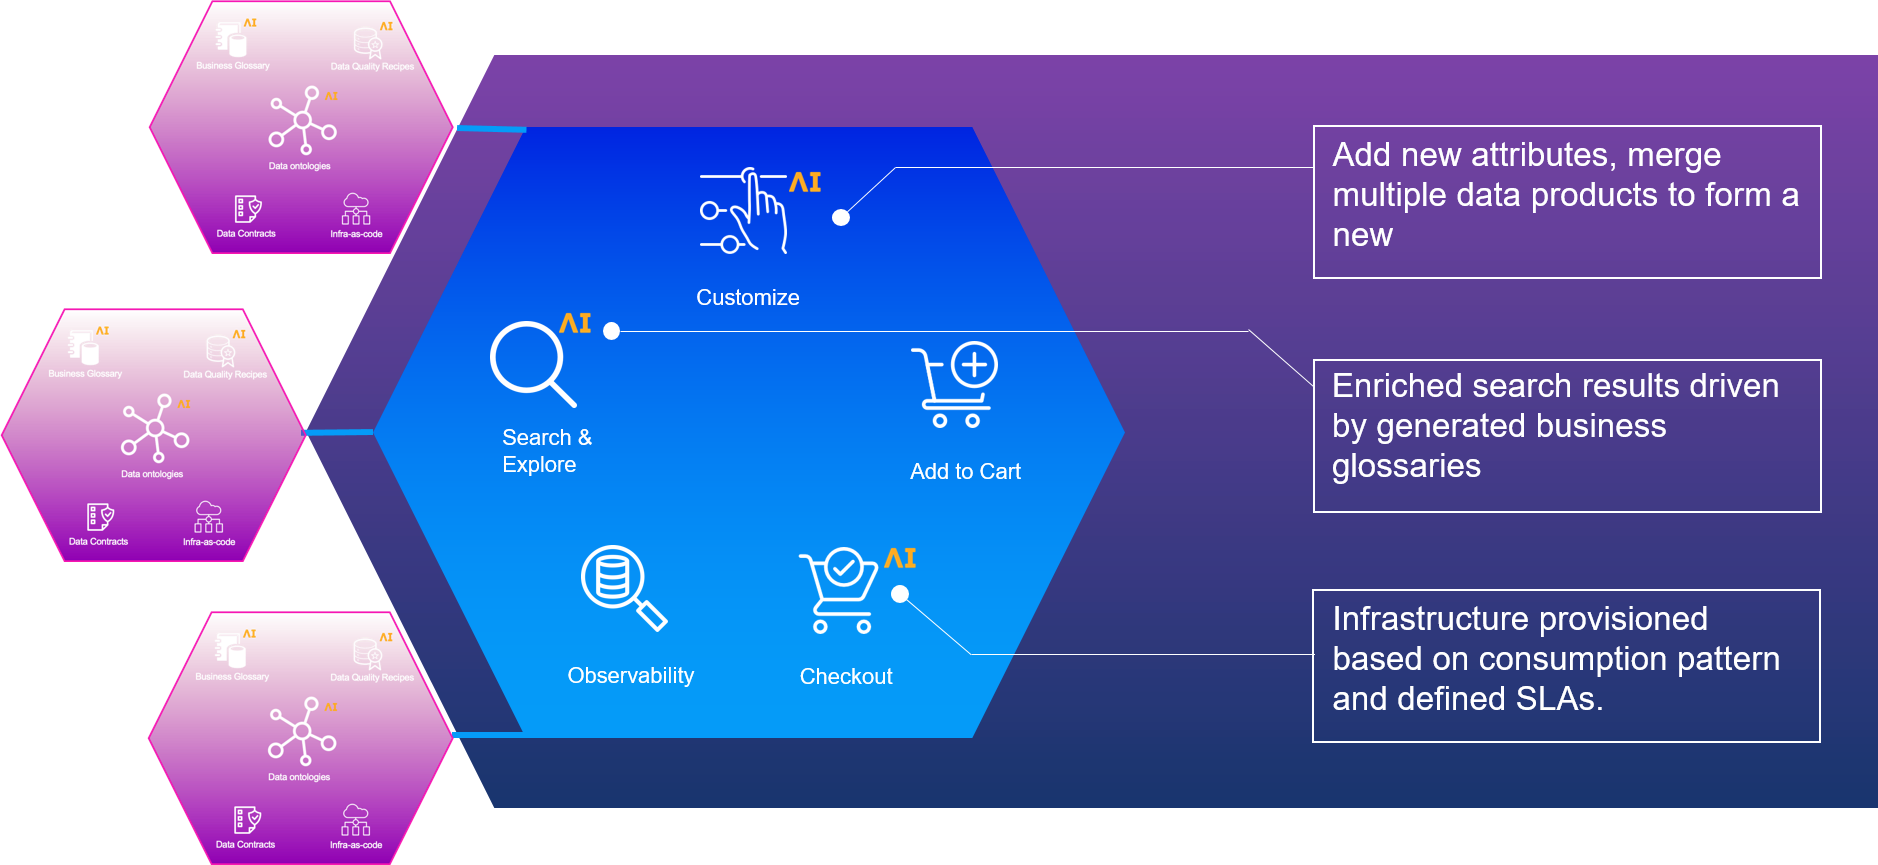 AI
AI
Business Glossary
Data Quality Recipes
AI
Data ontologies
Data Contracts
Infra-as-code
AI
AI
Business Glossary
Data Quality Recipes
AI
Data ontologies
Data Contracts
Infra-as-code
AI
AI
Business Glossary
Data Quality Recipes
AI
Data ontologies
Data Contracts
Infra-as-code
AI
Customize
AI
Search &
Explore
Add to Cart
Observability
AI
Checkout
Add new attributes, merge
multiple data products to form a
new
Enriched search results driven
by generated business
glossaries
Infrastructure provisioned
based on consumption pattern
and defined SLAs.